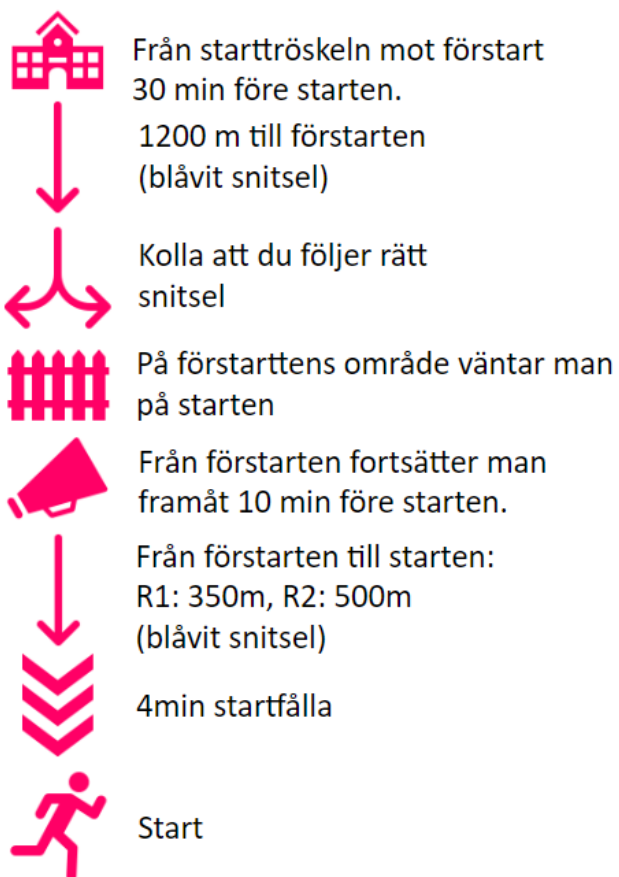 Från starttröskeln mot förstart
30 min före starten.
1200 m till förstarten
(blåvit snitsel)
Kolla att du följer rätt
snitsel
På förstarttens område väntar man
på starten
Från förstarten fortsätter man
framåt 10 min före starten.
Från förstarten till starten:
R1: 350m, R2: 500m
(blåvit snitsel)
4min startfålla
Start